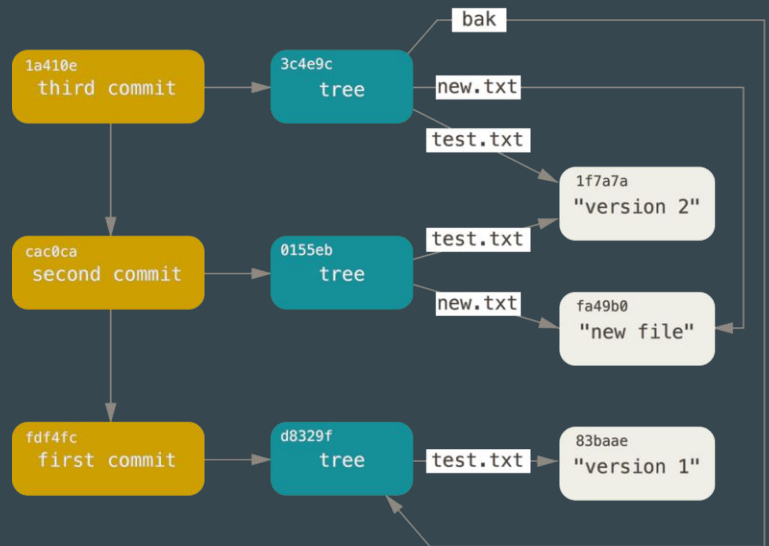 bak
1a410e
third commit
3c4e9c
tree
new.txt
test.txt
1f7a7a
"version 2"
cac0ca
second commit
0155eb
tree
test.txt
new.txt
fa49b0
"new file"
fdf4fc
first commit
d8329f
tree
test.txt
83baae
"version 1"